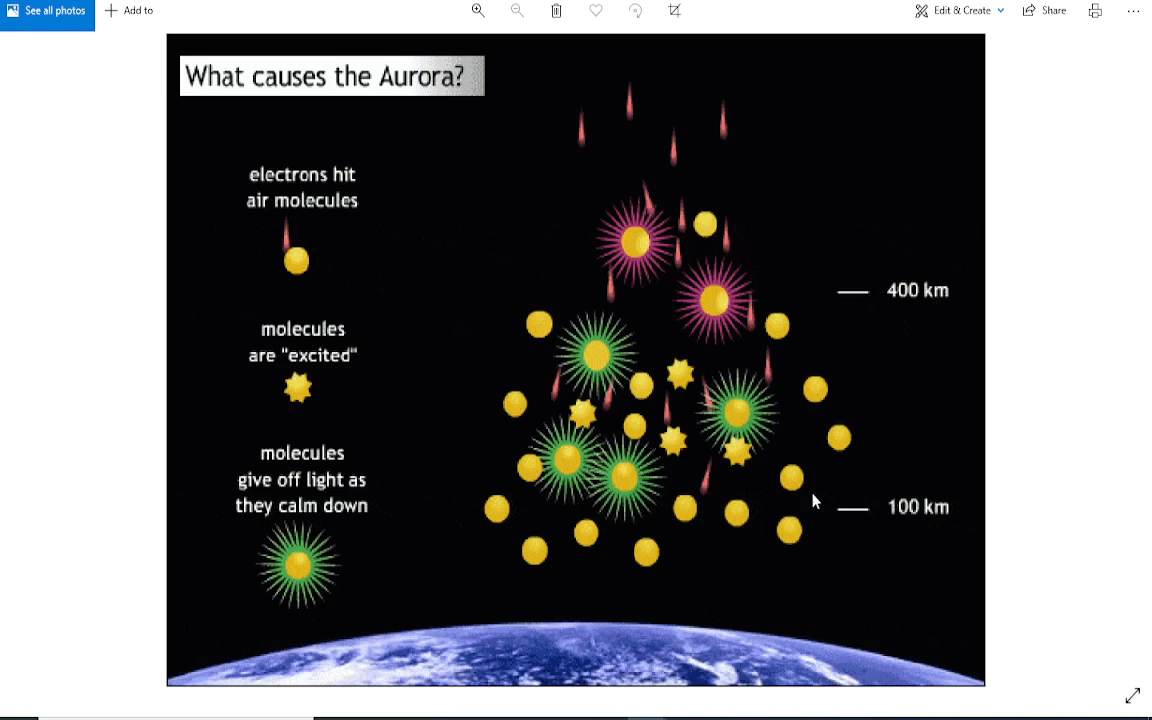 See all photos
Add to
Edit & Create
Share
What causes the Aurora?
electrons hit
air molecules
molecules
are "excited"
molecules
give off light as
they calm down
400 km
100 km